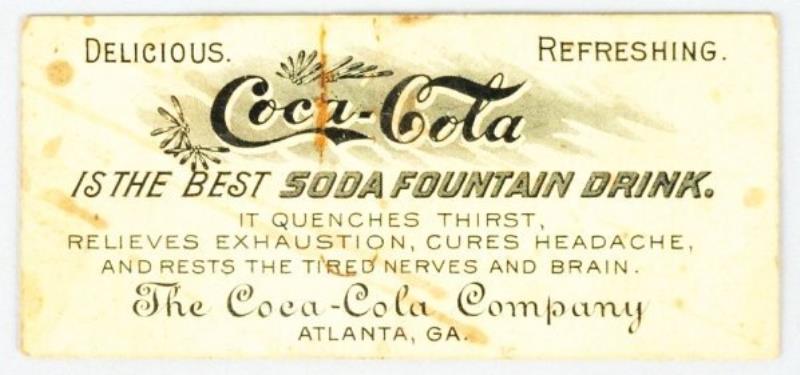 DELICIOUS. REFRESHING.
Coca-Cola
IS THE BEST SODA FOUNTAIN DRINK.
IT QUENCHES THIRST,
RELIEVES EXHAUSTION, CURES HEADACHE,
AND RESTS THE TIRED NERVES AND BRAIN.
The Coca-Cola Company
ATLANTA, GA.